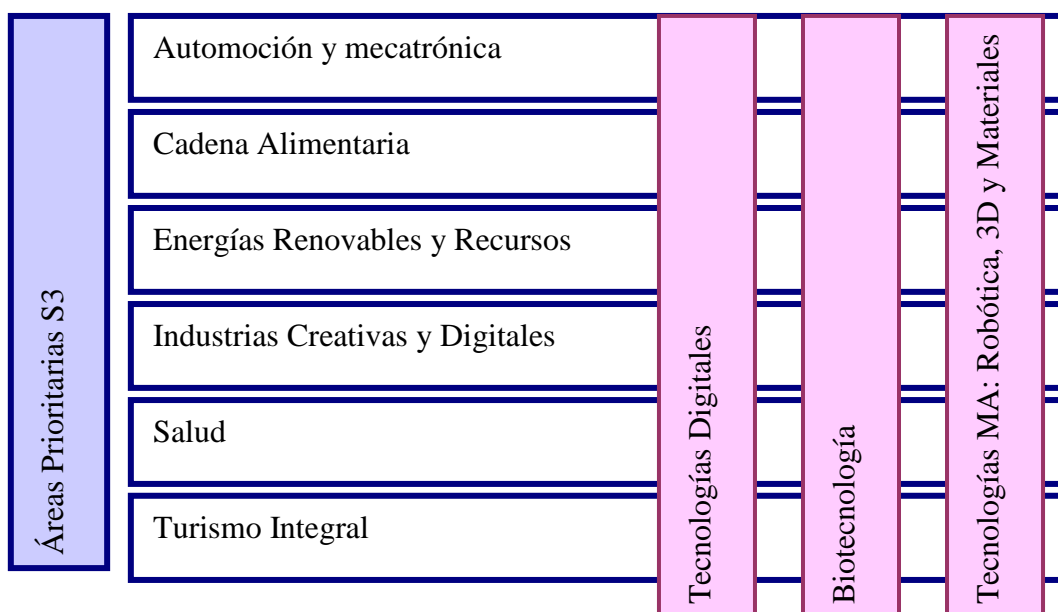 Áreas Prioritarias S3
Automoción y mecatrónica
Cadena Alimentaria
Energías Renovables y Recursos
Industrias Creativas y Digitales
Salud
Turismo Integral
Tecnologías Digitales
Biotecnología
Tecnologías MA: Robótica, 3D y Materiales